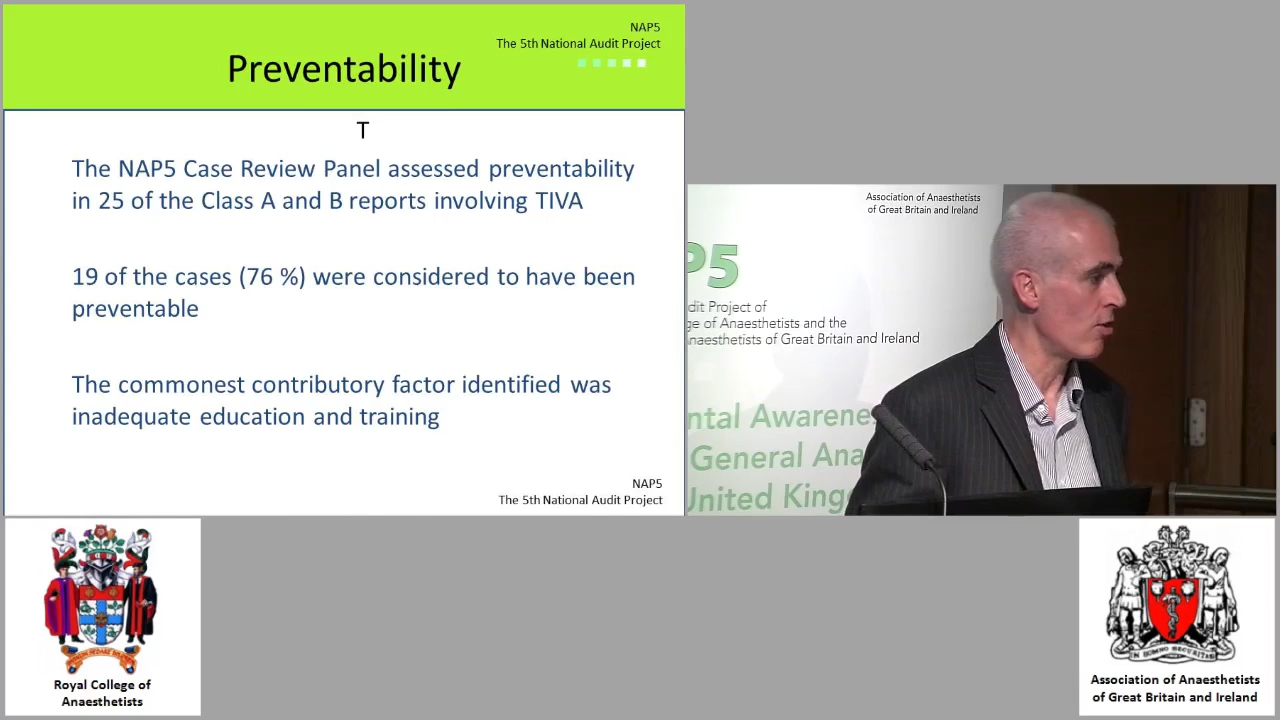 NAP5
The 5th National Audit Project
Preventability
T
The NAP5 Case Review Panel assessed preventability
in 25 of the Class A and B reports involving TIVA
19 of the cases (76 %) were considered to have been
preventable
The commonest contributory factor identified was
inadequate education and training
NAP5
The 5th National Audit Project
Association of Anaesthetists
of Great Britain and Ireland
P5
dit Project of
ge of Anaesthetists and the
naesthetists of Great Britain and Ireland
ntal Awarene
General Ana
United King
Royal College of
Anaesthetists
Association of Anaesthetists
of Great Britain and Ireland